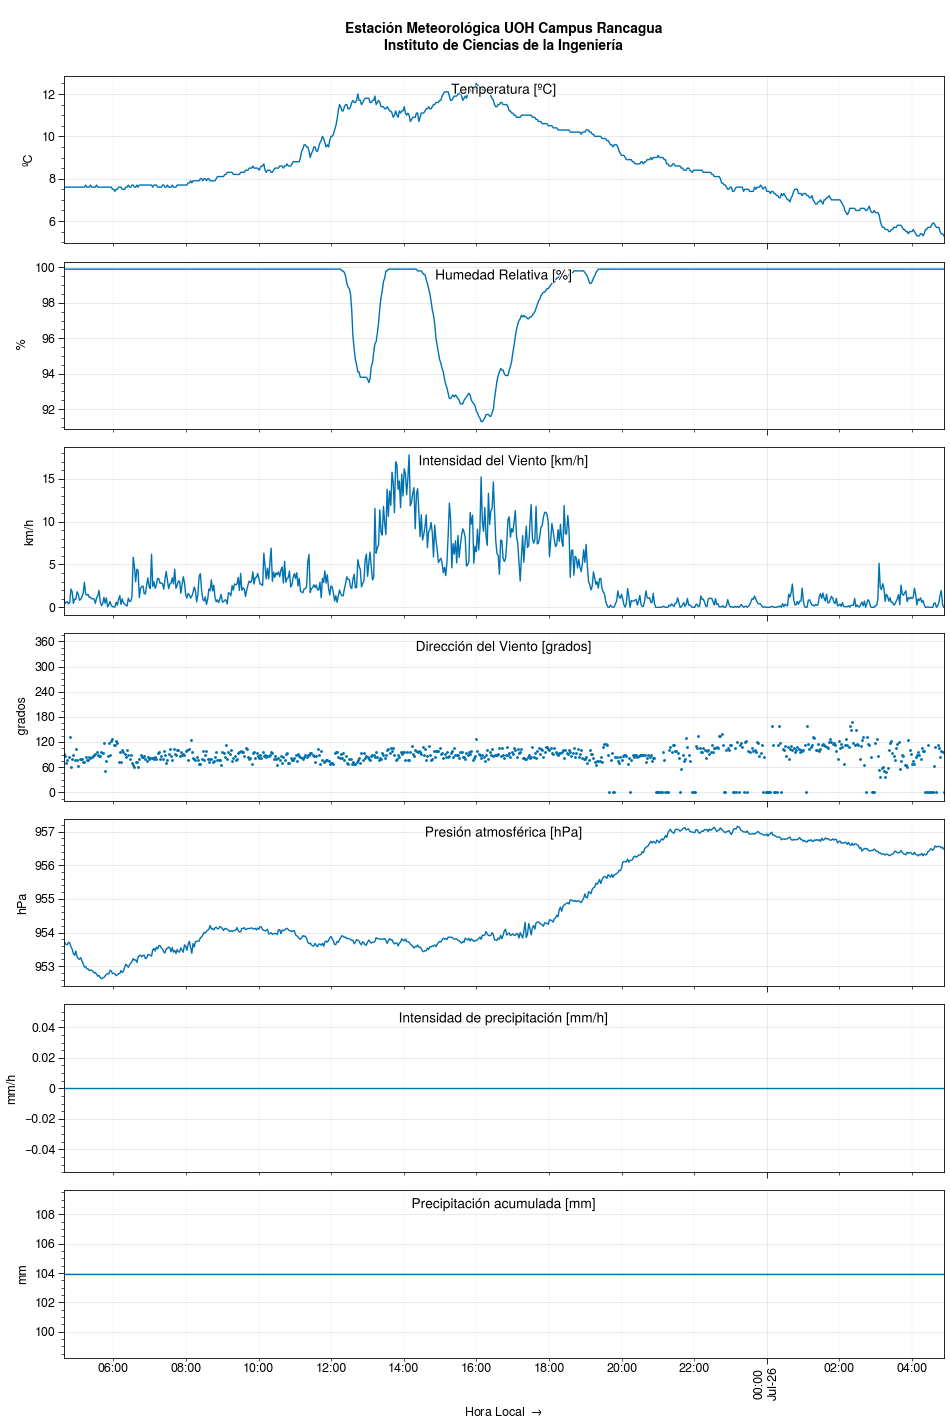 Estación Meteorológica UOH Campus Rancagua
Instituto de Ciencias de la Ingeniería
Temperatura [ºC]
12
10
8
6
ºC
Humedad Relativa [%]
100
98
96
94
92
%
Intensidad del Viento [km/h]
15
10
5
0
km/h
Dirección del Viento [grados]
360
300
240
180
120
60
0
grados
Presión atmosférica [hPa]
957
956
955
954
953
hPa
Intensidad de precipitación [mm/h]
0.04
0.02
0
−0.02
−0.04
mm/h
Precipitación acumulada [mm]
108
106
104
102
100
mm
06:00 08:00 10:00 12:00 14:00 16:00 18:00 20:00 22:00 00:00 02:00 04:00
Jul-26
Hora Local →